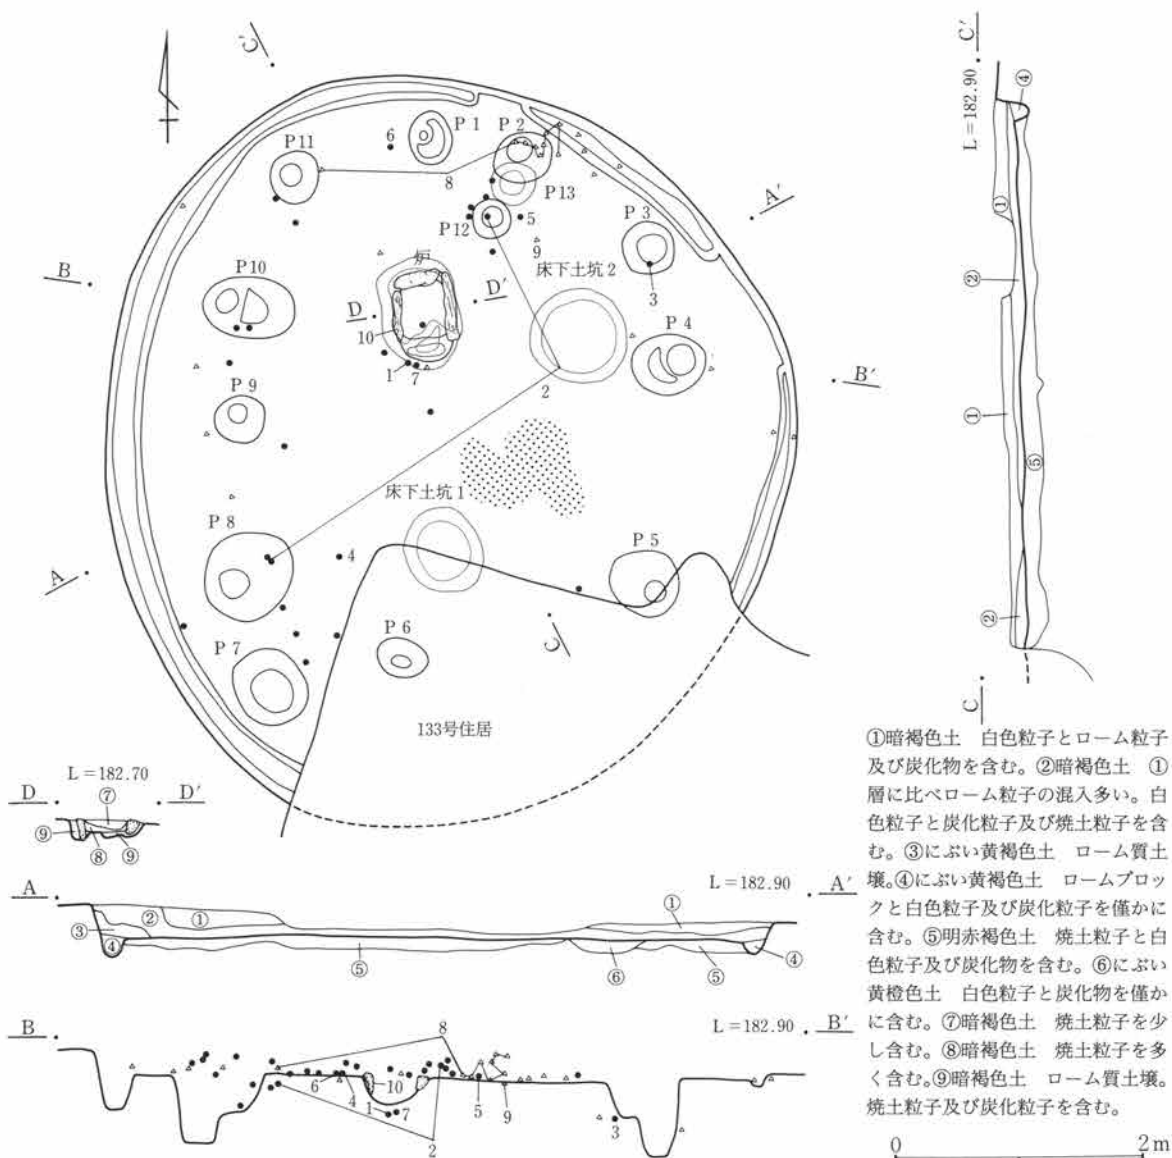 C'
P 1
P 2
P11
6
8
P13
P12
5
P 3
A'
9
炉
床下土坑2
B
P10
D
D'
3
10
P 4
1
7
B'
2
P 9
床下土坑1
P 8
4
P 5
A
P 6
C
P 7
133号住居
C'
L=182.90
④
①
②
①
⑤
②
C
L=182.70
D
⑦
D'
⑨
⑧
⑨
A
L=182.90
A'
③
②
①
①
④
⑤
⑥
⑤
④
B
8
L=182.90
B'
6
4
10
1
7
5
9
2
3
①暗褐色土 白色粒子とローム粒子
及び炭化物を含む。②暗褐色土 ①
層に比べローム粒子の混入多い。白
色粒子と炭化粒子及び焼土粒子を含
む。③にぶい黄褐色土 ローム質土
壌。④にぶい黄褐色土 ロームブロッ
クと白色粒子及び炭化粒子を僅かに
含む。⑤明赤褐色土 焼土粒子と白
色粒子及び炭化物を含む。⑥にぶい
黄橙色土 白色粒子と炭化物を僅か
に含む。⑦暗褐色土 焼土粒子を少
し含む。⑧暗褐色土 焼土粒子を多
く含む。⑨暗褐色土 ローム質土壌。
焼土粒子及び炭化粒子を含む。
0 2m